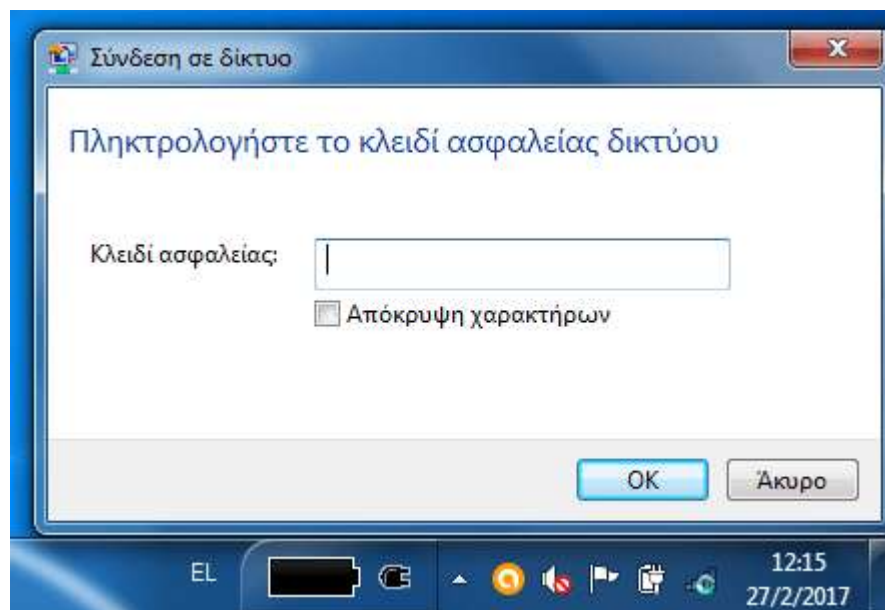 Σύνδεση σε δίκτυο
Πληκτρολογήστε το κλειδί ασφαλείας δικτύου
Κλειδί ασφαλείας:
Απόκρυψη χαρακτήρων
OK
Άκυρο
EL
12:15
27/2/2017